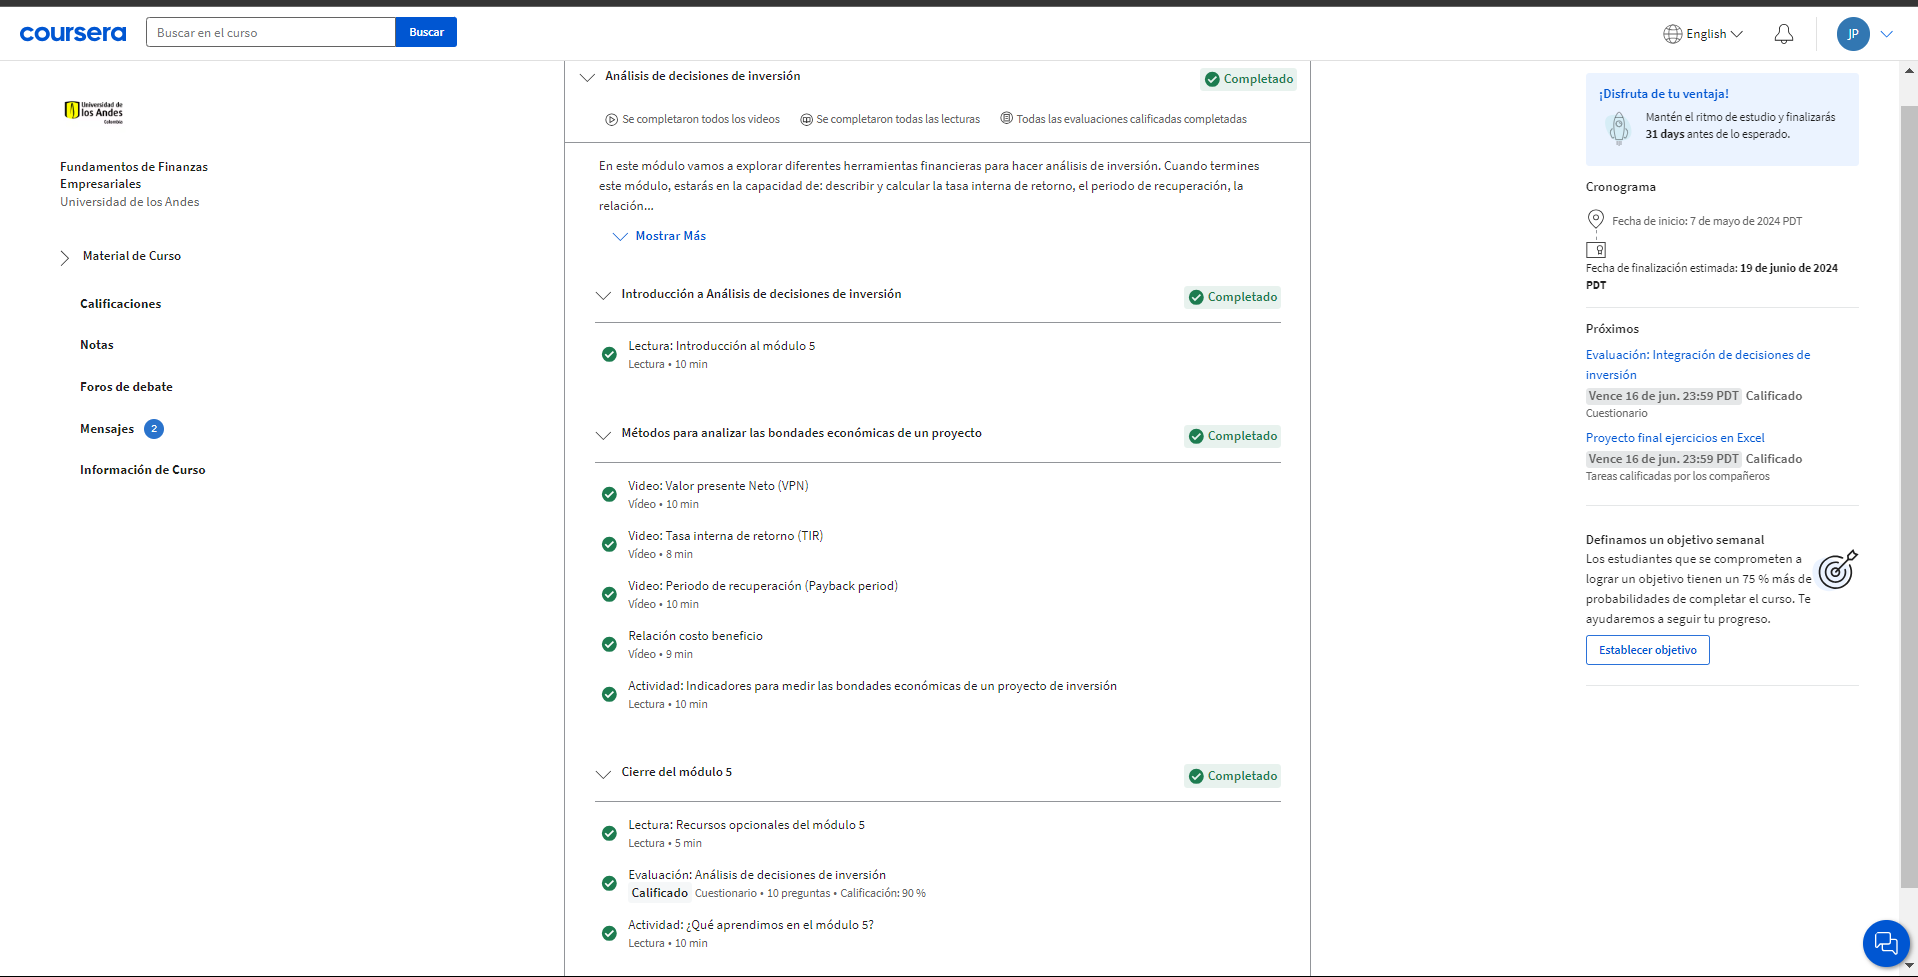 coursera
Buscar en el curso
Buscar
English
JP
Universidad de
los Andes
Colombia
Fundamentos de Finanzas
Empresariales
Universidad de los Andes
Material de Curso
Calificaciones
Notas
Foros de debate
Mensajes 2
Información de Curso
Análisis de decisiones de inversión
Completado
Se completaron todos los videos
Se completaron todas las lecturas
Todas las evaluaciones calificadas completadas
En este módulo vamos a explorar diferentes herramientas financieras para hacer análisis de inversión. Cuando termines
este módulo, estarás en la capacidad de: describir y calcular la tasa interna de retorno, el periodo de recuperación, la
relación...
Mostrar Más
Introducción a Análisis de decisiones de inversión
Completado
Lectura: Introducción al módulo 5
Lectura • 10 min
Métodos para analizar las bondades económicas de un proyecto
Completado
Video: Valor presente Neto (VPN)
Vídeo • 10 min
Video: Tasa interna de retorno (TIR)
Vídeo • 8 min
Video: Periodo de recuperación (Payback period)
Vídeo • 10 min
Relación costo beneficio
Vídeo • 9 min
Actividad: Indicadores para medir las bondades económicas de un proyecto de inversión
Lectura • 10 min
Cierre del módulo 5
Completado
Lectura: Recursos opcionales del módulo 5
Lectura • 5 min
Evaluación: Análisis de decisiones de inversión
Calificado Cuestionario • 10 preguntas • Calificación: 90 %
Actividad: ¿Qué aprendimos en el módulo 5?
Lectura • 10 min
¡Disfruta de tu ventaja!
Mantén el ritmo de estudio y finalizarás
31 days antes de lo esperado.
Cronograma
Fecha de inicio: 7 de mayo de 2024 PDT
Fecha de finalización estimada: 19 de junio de 2024
PDT
Próximos
Evaluación: Integración de decisiones de
inversión
Vence 16 de jun. 23:59 PDT Calificado
Cuestionario
Proyecto final ejercicios en Excel
Vence 16 de jun. 23:59 PDT Calificado
Tareas calificadas por los compañeros
Definamos un objetivo semanal
Los estudiantes que se comprometen a
lograr un objetivo tienen un 75 % más de
probabilidades de completar el curso. Te
ayudaremos a seguir tu progreso.
Establecer objetivo